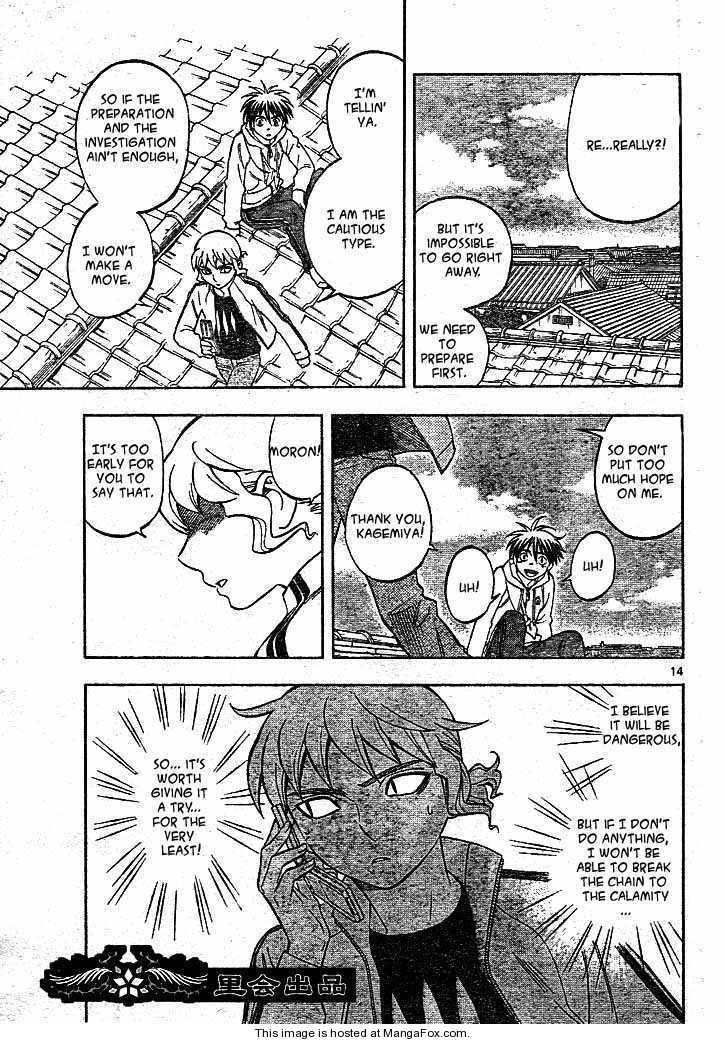 RE...REALLY?!
BUT IT'S
IMPOSSIBLE
TO GO RIGHT
AWAY.
WE NEED
TO
PREPARE
FIRST.
I'M
TELLIN'
YA.
I AM THE
CAUTIOUS
TYPE.
SO IF THE
PREPARATION
AND THE
INVESTIGATION
AIN'T ENOUGH,
I WON'T
MAKE A
MOVE.
SO DON'T
PUT TOO
MUCH HOPE
ON ME.
UH!
UH!
THANK YOU,
KAGEMIYA!
MORON!
IT'S TOO
EARLY FOR
YOU TO
SAY THAT.
14
I BELIEVE
IT WILL BE
DANGEROUS,
BUT IF I DON'T
DO ANYTHING,
I WON'T BE
ABLE TO BREAK
THE CHAIN TO
THE CALAMITY
...
SO... IT'S
WORTH
GIVING IT
A TRY...
FOR THE
VERY
LEAST!
里会出品
This image is hosted at MangaFox.com.